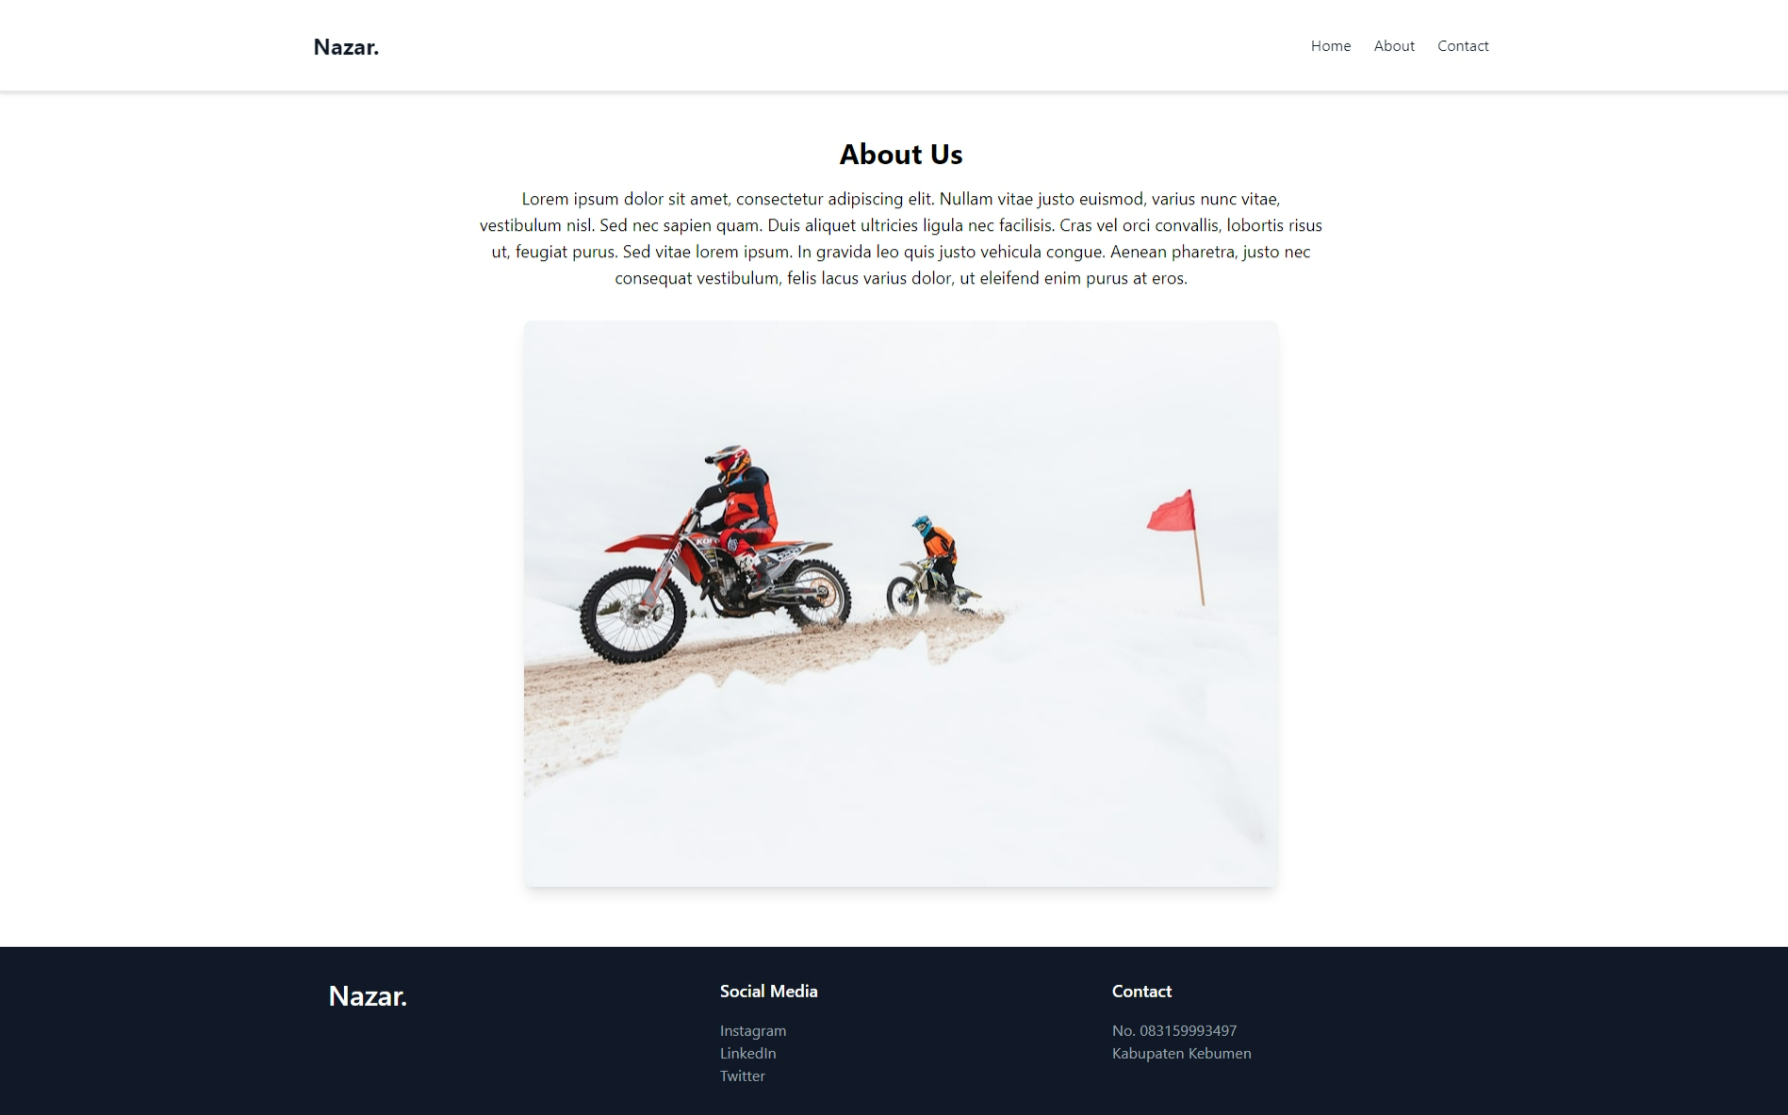 Nazar.
Home About Contact
About Us
Lorem ipsum dolor sit amet, consectetur adipiscing elit. Nullam vitae justo euismod, varius nunc vitae,
vestibulum nisl. Sed nec sapien quam. Duis aliquet ultricies ligula nec facilisis. Cras vel orci convallis, lobortis risus
ut, feugiat purus. Sed vitae lorem ipsum. In gravida leo quis justo vehicula congue. Aenean pharetra, justo nec
consequat vestibulum, felis lacus varius dolor, ut eleifend enim purus at eros.
Nazar.
Social Media
Instagram
LinkedIn
Twitter
Contact
No. 083159993497
Kabupaten Kebumen